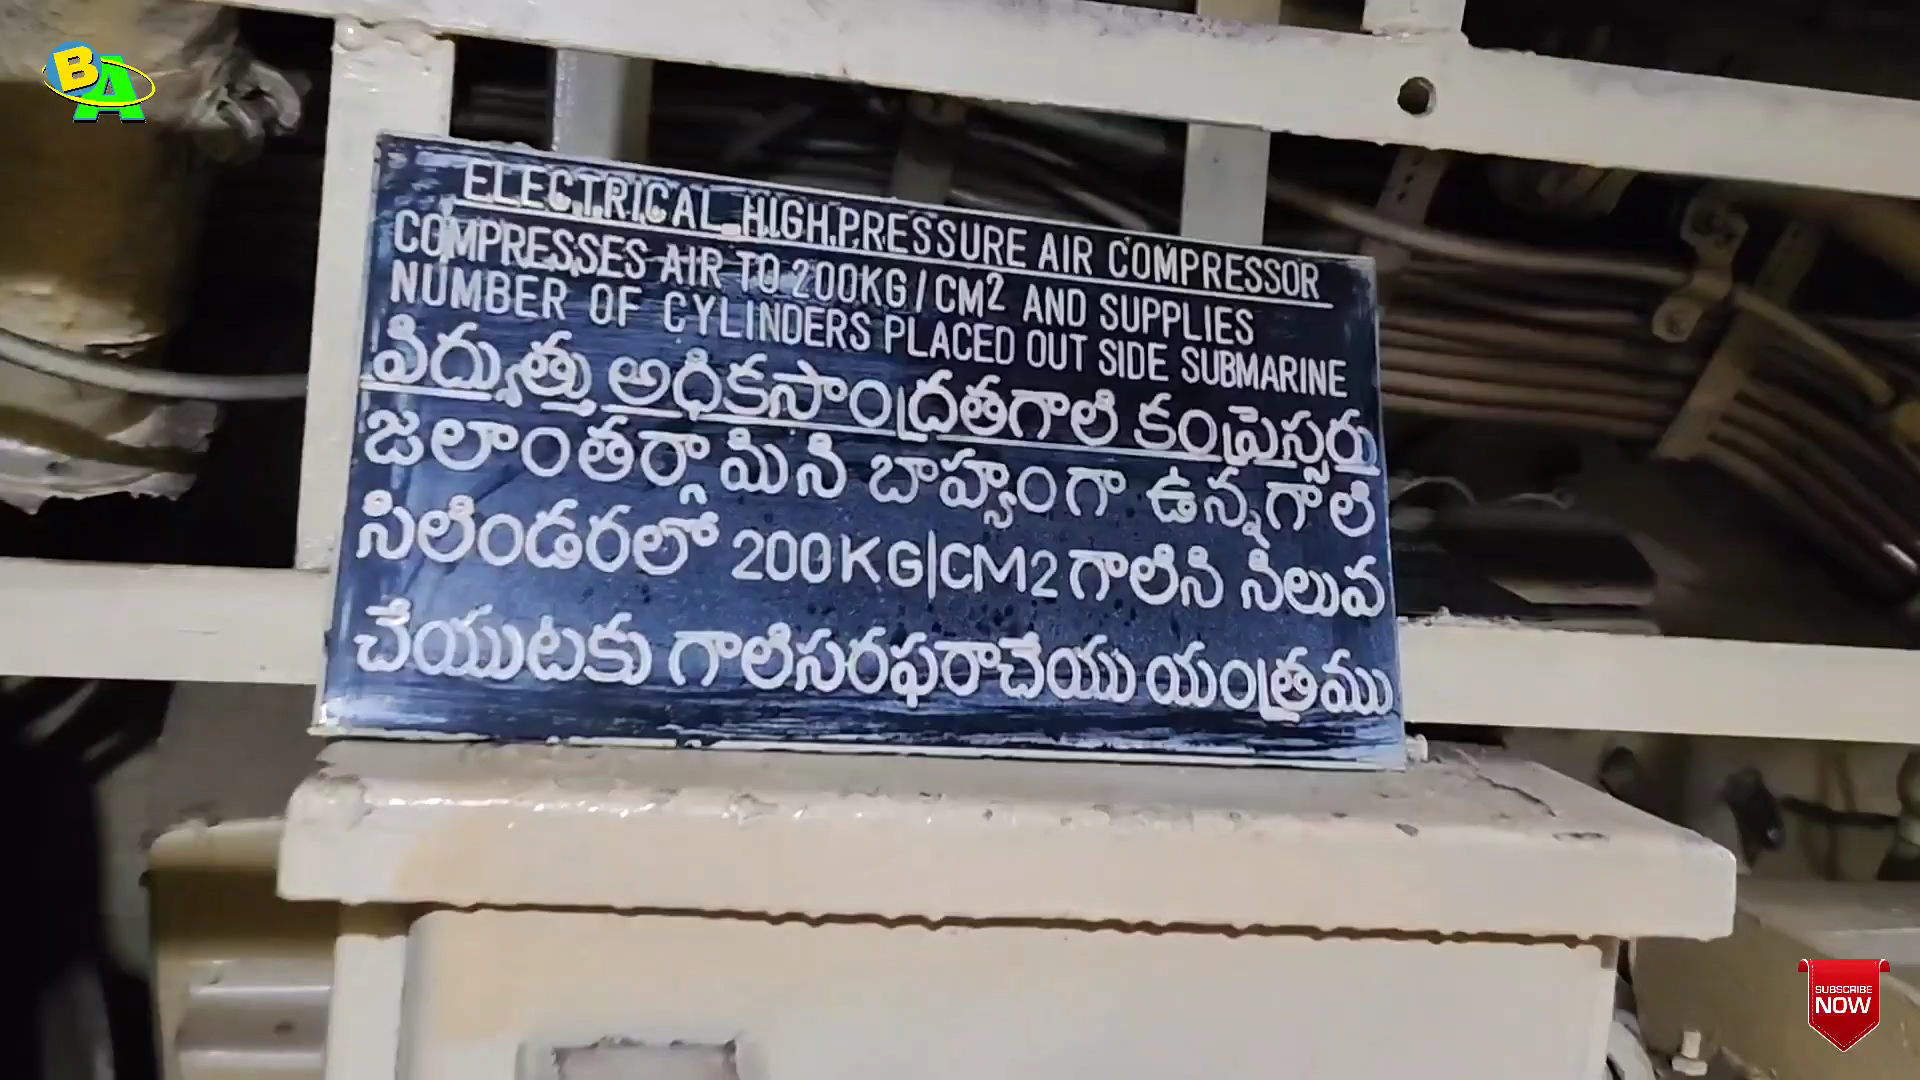 BA
ELECTRICAL HIGH PRESSURE AIR COMPRESSOR
COMPRESSES AIR TO 200KG/CM2 AND SUPPLIES
NUMBER OF CYLINDERS PLACED OUT SIDE SUBMARINE
విద్యుత్తు అధికసాంద్రతగాలి కంప్రెస్సర్రు
జలాంతర్గామిని బాహ్యంగా ఉన్నగాలి
సిలిండరలలో 200KG|CM2 గాలిని నిలువ
చేయుటకు గాలిసరఫరాచేయు యంత్రము
SUBSCRIBE
NOW